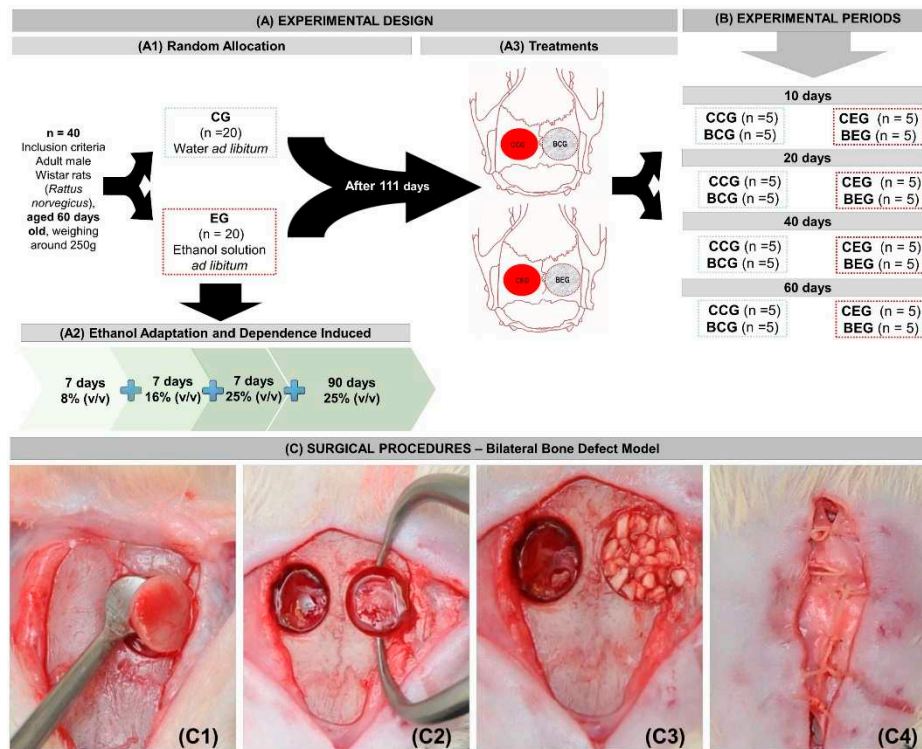 (A) EXPERIMENTAL DESIGN
(A1) Random Allocation
n = 40
Inclusion criteria
Adult male
Wistar rats
(Rattus
norvegicus),
aged 60 days
old, weighing
around 250g
CG
(n =20)
Water ad libitum
EG
(n = 20)
Ethanol solution
ad libitum
After 111 days
(A2) Ethanol Adaptation and Dependence Induced
7 days
8% (v/v)
7 days
16% (v/v)
7 days
25% (v/v)
90 days
25% (v/v)
(A3) Treatments
CCG
BCG
CEG
BEG
(B) EXPERIMENTAL PERIODS
10 days
CCG (n =5)
BCG (n =5)
CEG (n = 5)
BEG (n = 5)
20 days
CCG (n =5)
BCG (n =5)
CEG (n = 5)
BEG (n = 5)
40 days
CCG (n =5)
BCG (n =5)
CEG (n = 5)
BEG (n = 5)
60 days
CCG (n =5)
BCG (n =5)
CEG (n = 5)
BEG (n = 5)
(C) SURGICAL PROCEDURES – Bilateral Bone Defect Model
(C1)
(C2)
(C3)
(C4)